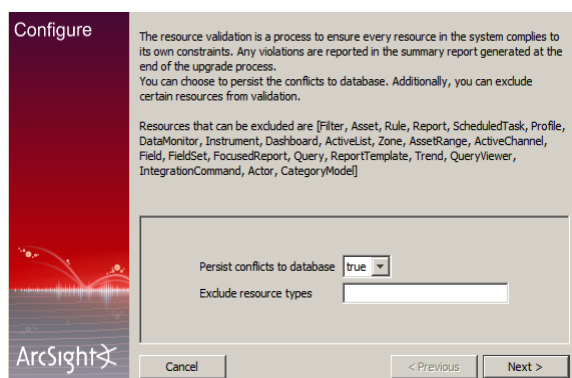 Configure
The resource validation is a process to ensure every resource in the system complies to
its own constraints. Any violations are reported in the summary report generated at the
end of the upgrade process.
You can choose to persist the conflicts to database. Additionally, you can exclude
certain resources from validation.
Resources that can be excluded are [Filter, Asset, Rule, Report, ScheduledTask, Profile,
DataMonitor, Instrument, Dashboard, ActiveList, Zone, AssetRange, ActiveChannel,
Field, FieldSet, FocusedReport, Query, ReportTemplate, Trend, QueryViewer,
IntegrationCommand, Actor, CategoryModel]
Persist conflicts to database true
Exclude resource types
ArcSight
Cancel < Previous Next >